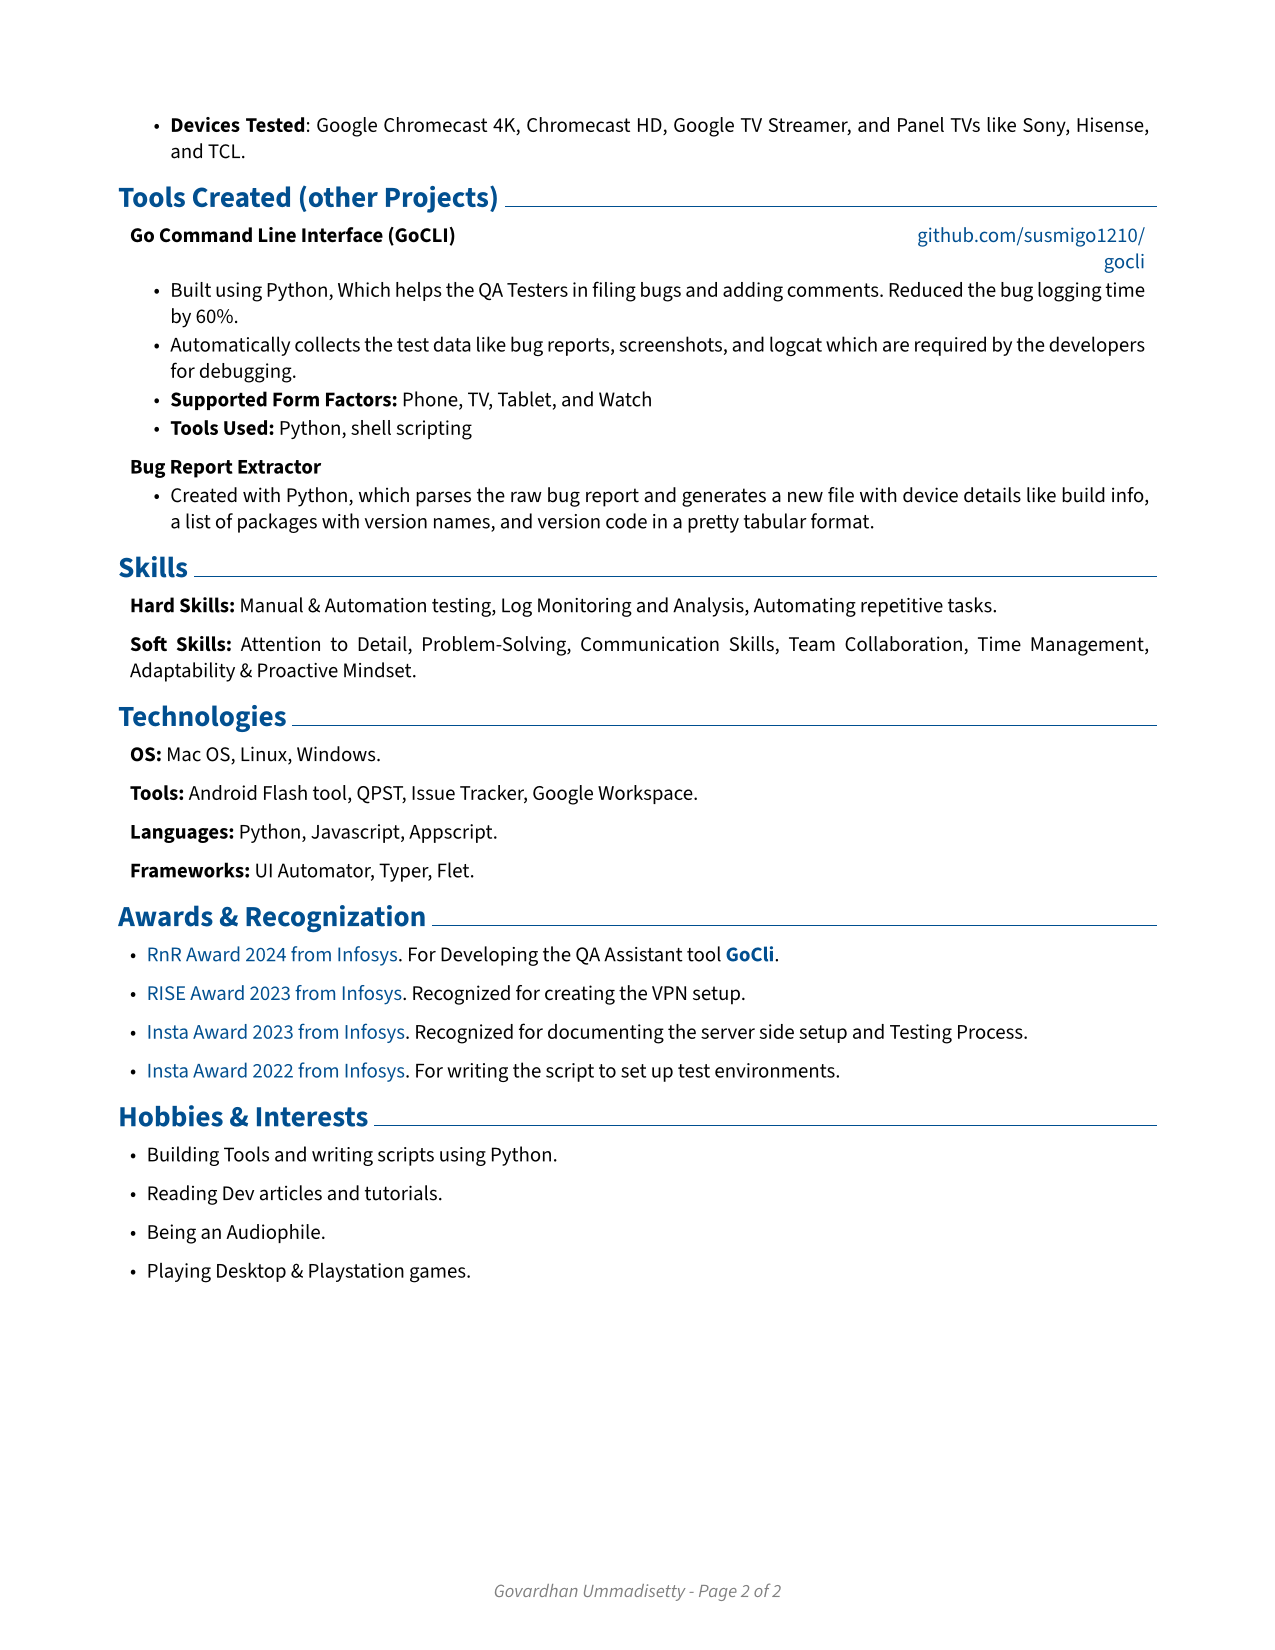 • Devices Tested: Google Chromecast 4K, Chromecast HD, Google TV Streamer, and Panel TVs like Sony, Hisense,
and TCL.
Tools Created (other Projects)
Go Command Line Interface (GoCLI) github.com/susmigo1210/
gocli
• Built using Python, Which helps the QA Testers in filing bugs and adding comments. Reduced the bug logging time
by 60%.
• Automatically collects the test data like bug reports, screenshots, and logcat which are required by the developers
for debugging.
• Supported Form Factors: Phone, TV, Tablet, and Watch
• Tools Used: Python, shell scripting
Bug Report Extractor
• Created with Python, which parses the raw bug report and generates a new file with device details like build info,
a list of packages with version names, and version code in a pretty tabular format.
Skills
Hard Skills: Manual & Automation testing, Log Monitoring and Analysis, Automating repetitive tasks.
Soft Skills: Attention to Detail, Problem-Solving, Communication Skills, Team Collaboration, Time Management,
Adaptability & Proactive Mindset.
Technologies
OS: Mac OS, Linux, Windows.
Tools: Android Flash tool, QPST, Issue Tracker, Google Workspace.
Languages: Python, Javascript, Appscript.
Frameworks: UI Automator, Typer, Flet.
Awards & Recognization
• RnR Award 2024 from Infosys. For Developing the QA Assistant tool GoCli.
• RISE Award 2023 from Infosys. Recognized for creating the VPN setup.
• Insta Award 2023 from Infosys. Recognized for documenting the server side setup and Testing Process.
• Insta Award 2022 from Infosys. For writing the script to set up test environments.
Hobbies & Interests
• Building Tools and writing scripts using Python.
• Reading Dev articles and tutorials.
• Being an Audiophile.
• Playing Desktop & Playstation games.
Govardhan Ummadisetty - Page 2 of 2